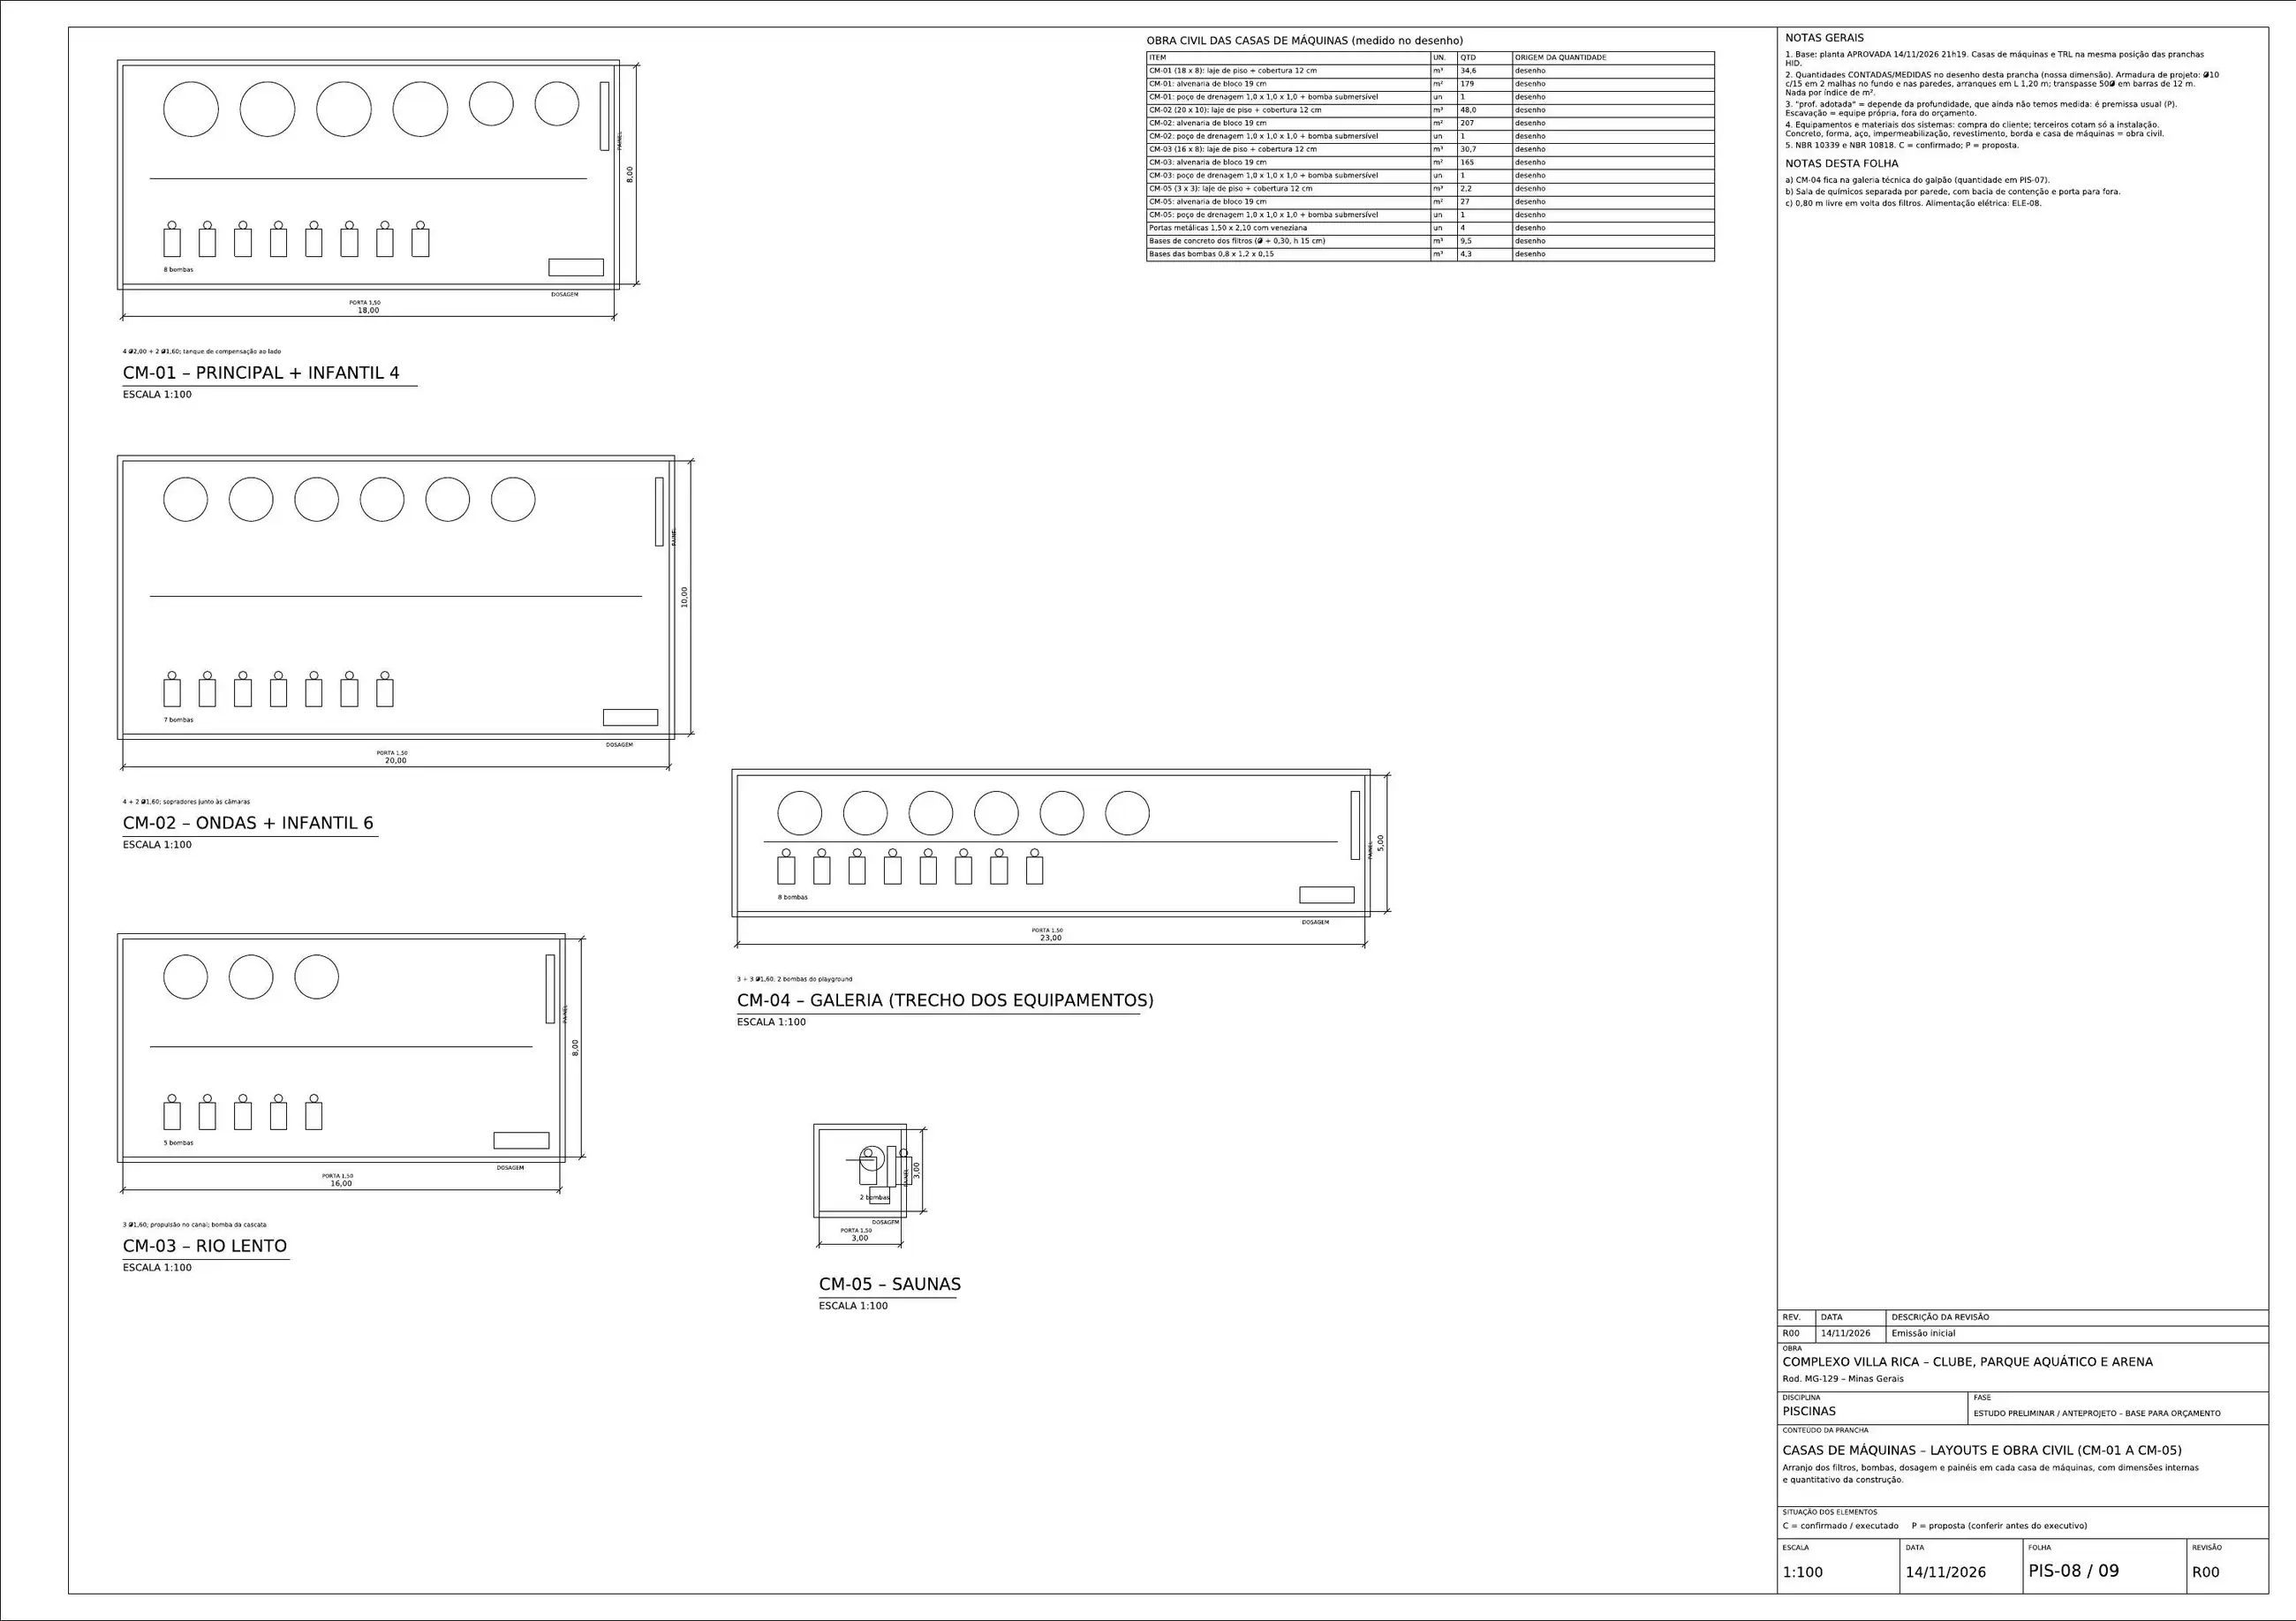 8,00
PAINEL
8 bombas
DOSAGEM
PORTA 1,50
18,00
4 Ø2,00 + 2 Ø1,60; tanque de compensação ao lado
CM-01 – PRINCIPAL + INFANTIL 4
ESCALA 1:100
10,00
PAINEL
7 bombas
DOSAGEM
PORTA 1,50
20,00
4 + 2 Ø1,60; sopradores junto às câmaras
CM-02 – ONDAS + INFANTIL 6
ESCALA 1:100
8,00
PAINEL
5 bombas
DOSAGEM
PORTA 1,50
16,00
3 Ø1,60; propulsão no canal; bomba da cascata
CM-03 – RIO LENTO
ESCALA 1:100
5,00
PAINEL
8 bombas
DOSAGEM
PORTA 1,50
23,00
3 + 3 Ø1,60; 2 bombas do playground
CM-04 – GALERIA (TRECHO DOS EQUIPAMENTOS)
ESCALA 1:100
3,00
PAINEL
2 bombas
DOSAGEM
PORTA 1,50
3,00
CM-05 – SAUNAS
ESCALA 1:100
OBRA CIVIL DAS CASAS DE MÁQUINAS (medido no desenho)
ITEM UN. QTD ORIGEM DA QUANTIDADE
CM-01 (18 x 8): laje de piso + cobertura 12 cm m³ 34,6 desenho
CM-01: alvenaria de bloco 19 cm m² 179 desenho
CM-01: poço de drenagem 1,0 x 1,0 x 1,0 + bomba submersível un 1 desenho
CM-02 (20 x 10): laje de piso + cobertura 12 cm m³ 48,0 desenho
CM-02: alvenaria de bloco 19 cm m² 207 desenho
CM-02: poço de drenagem 1,0 x 1,0 x 1,0 + bomba submersível un 1 desenho
CM-03 (16 x 8): laje de piso + cobertura 12 cm m³ 30,7 desenho
CM-03: alvenaria de bloco 19 cm m² 165 desenho
CM-03: poço de drenagem 1,0 x 1,0 x 1,0 + bomba submersível un 1 desenho
CM-05 (3 x 3): laje de piso + cobertura 12 cm m³ 2,2 desenho
CM-05: alvenaria de bloco 19 cm m² 27 desenho
CM-05: poço de drenagem 1,0 x 1,0 x 1,0 + bomba submersível un 1 desenho
Portas metálicas 1,50 x 2,10 com veneziana un 4 desenho
Bases de concreto dos filtros (Ø + 0,30, h 15 cm) m³ 9,5 desenho
Bases das bombas 0,8 x 1,2 x 0,15 m³ 4,3 desenho
NOTAS GERAIS
1. Base: planta APROVADA 14/11/2026 21h19. Casas de máquinas e TRL na mesma posição das pranchas
HID.
2. Quantidades CONTADAS/MEDIDAS no desenho desta prancha (nossa dimensão). Armadura de projeto: Ø10
c/15 em 2 malhas no fundo e nas paredes, arranques em L 1,20 m; transpasse 50Ø em barras de 12 m.
Nada por índice de m².
3. "prof. adotada" = depende da profundidade, que ainda não temos medida: é premissa usual (P).
Escavação = equipe própria, fora do orçamento.
4. Equipamentos e materiais dos sistemas: compra do cliente; terceiros cotam só a instalação.
Concreto, forma, aço, impermeabilização, revestimento, borda e casa de máquinas = obra civil.
5. NBR 10339 e NBR 10818. C = confirmado; P = proposta.
NOTAS DESTA FOLHA
a) CM-04 fica na galeria técnica do galpão (quantidade em PIS-07).
b) Sala de químicos separada por parede, com bacia de contenção e porta para fora.
c) 0,80 m livre em volta dos filtros. Alimentação elétrica: ELE-08.
REV. DATA DESCRIÇÃO DA REVISÃO
R00 14/11/2026 Emissão inicial
OBRA
COMPLEXO VILLA RICA – CLUBE, PARQUE AQUÁTICO E ARENA
Rod. MG-129 – Minas Gerais
DISCIPLINA FASE
PISCINAS ESTUDO PRELIMINAR / ANTEPROJETO – BASE PARA ORÇAMENTO
CONTEÚDO DA PRANCHA
CASAS DE MÁQUINAS – LAYOUTS E OBRA CIVIL (CM-01 A CM-05)
Arranjo dos filtros, bombas, dosagem e painéis em cada casa de máquinas, com dimensões internas
e quantitativo da construção.
SITUAÇÃO DOS ELEMENTOS
C = confirmado / executado P = proposta (conferir antes do executivo)
ESCALA DATA FOLHA REVISÃO
1:100 14/11/2026 PIS-08 / 09 R00